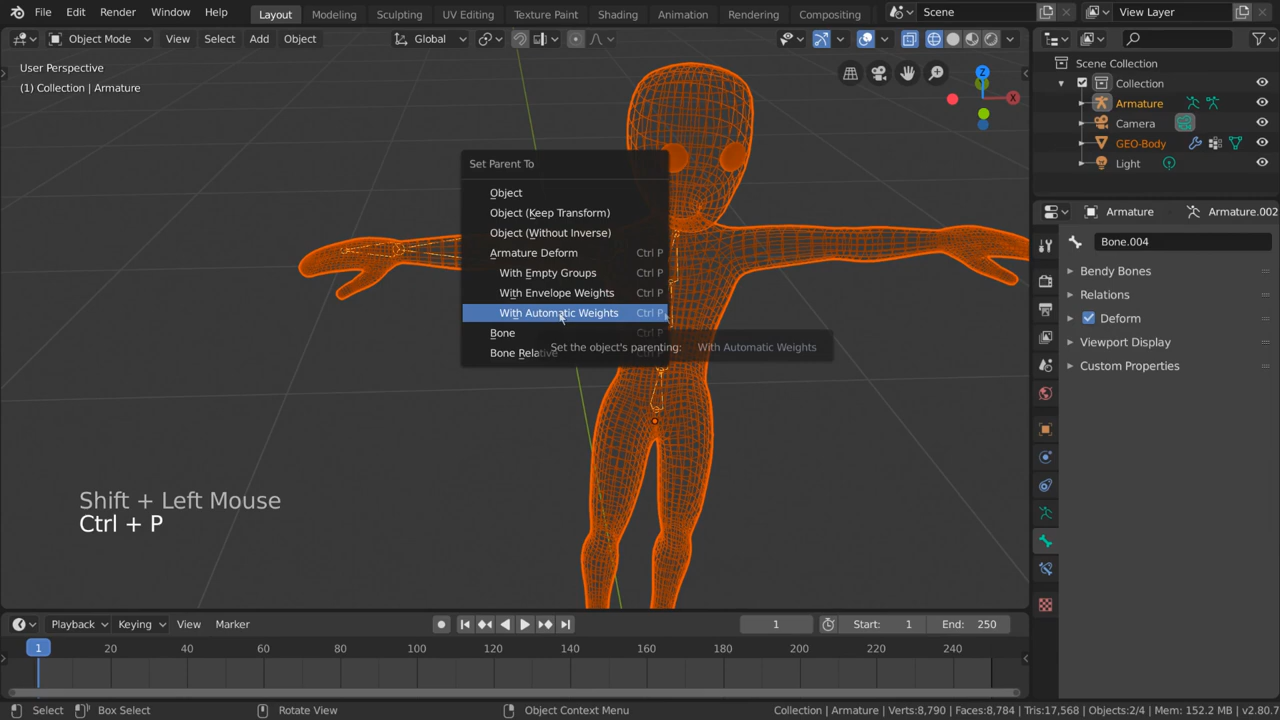 File Edit Render Window Help Layout Modeling Sculpting UV Editing Texture Paint Shading Animation Rendering Compositing Scene View Layer
Object Mode View Select Add Object Global
User Perspective
(1) Collection | Armature
Z
X
Set Parent To
Object
Object (Keep Transform)
Object (Without Inverse)
Armature Deform Ctrl P
With Empty Groups Ctrl P
With Envelope Weights Ctrl P
With Automatic Weights Ctrl P
Bone Ctrl P
Bone Relative Ctrl P
Set the object's parenting: With Automatic Weights
Shift + Left Mouse
Ctrl + P
Scene Collection
Collection
Armature
Camera
GEO-Body
Light
Armature Armature.002
Bone.004
Bendy Bones
Relations
Deform
Viewport Display
Custom Properties
Playback Keying View Marker 1 Start: 1 End: 250
1 20 40 60 80 100 120 140 160 180 200 220 240
Select Box Select Rotate View Object Context Menu Collection | Armature | Verts:8,790 | Faces:8,784 | Tris:17,568 | Objects:2/4 | Mem: 152.2 MB | v2.80.7